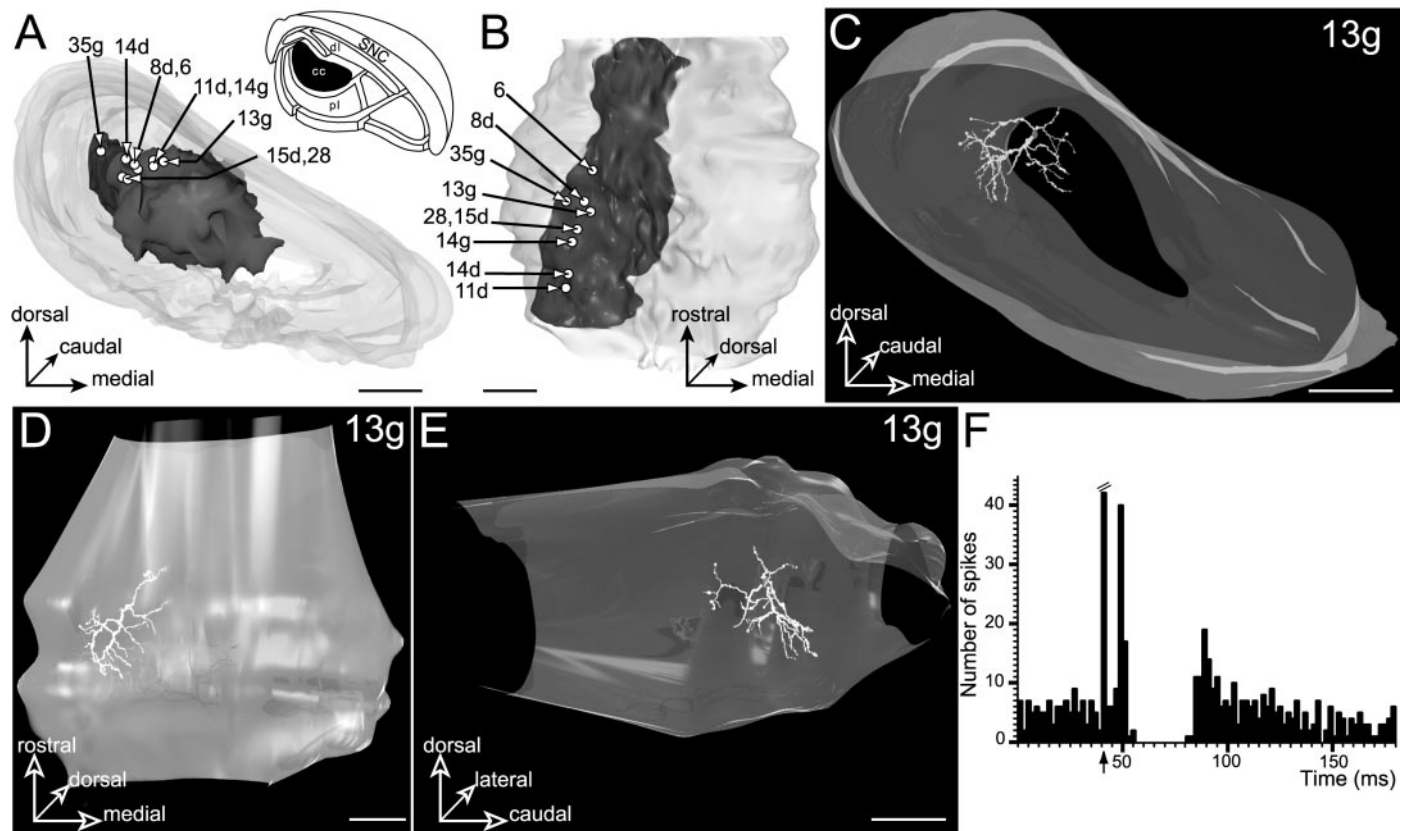 A
35g
14d
8d,6
11d,14g
13g
15d,28
dl
SNC
cc
pl
dorsal
caudal
medial
B
6
8d
35g
13g
28,15d
14g
14d
11d
rostral
dorsal
medial
C
13g
dorsal
caudal
medial
D
13g
rostral
dorsal
medial
E
13g
dorsal
lateral
caudal
F
Number of spikes
40
30
20
10
0
50
100
150
Time (ms)